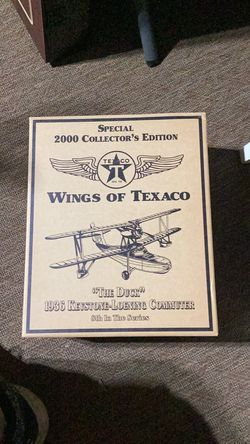 Special
2000 Collector's Edition
TEXACO
T
Wings of Texaco
"The Duck"
1936 Keystone-Loening Commuter
8th In The Series